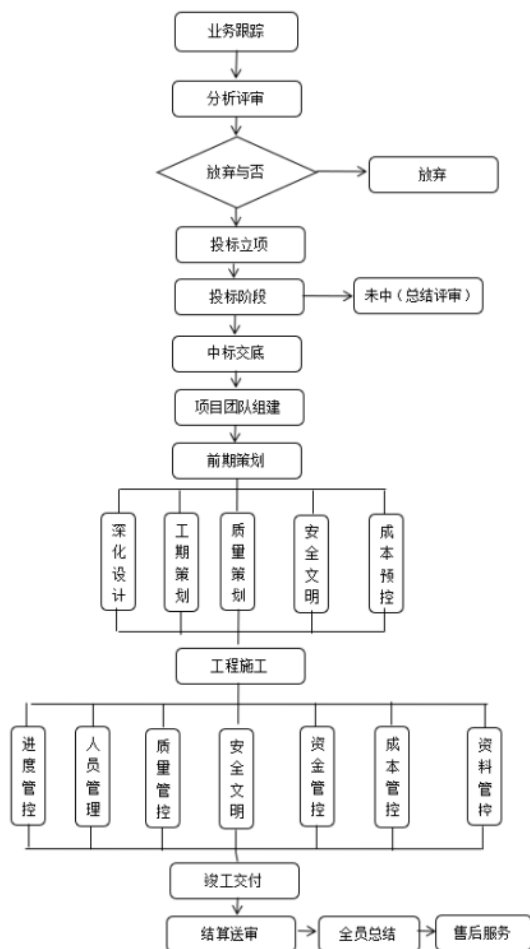 业务跟踪
分析评审
放弃与否
放弃
投标立项
投标阶段
未中（总结评审）
中标交底
项目团队组建
前期策划
深化设计
工期策划
质量策划
安全文明
成本预控
工程施工
进度管控
人员管理
质量管控
安全文明
资金管控
成本管控
资料管控
竣工交付
结算送审
全员总结
售后服务